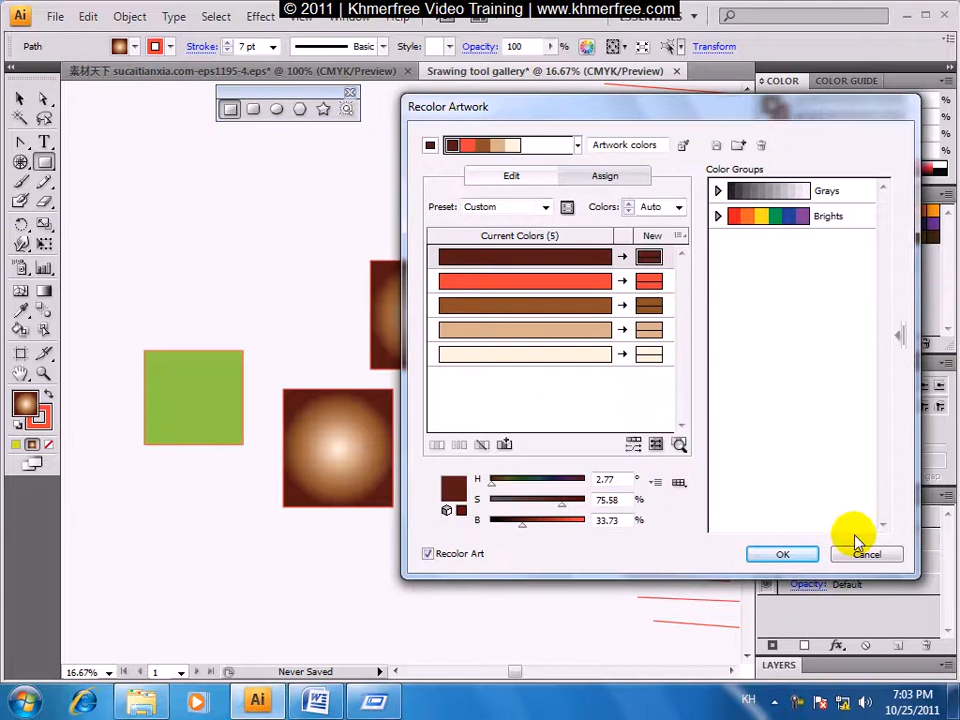 © 2011 | Khmerfree Video Training | www.khmerfree.com
File Edit Object Type Select Effect View Window Help
Path Stroke: 7 pt Basic Style: Opacity: 100 % Transform
素材天下 sucaitianxia.com-eps1195-4.eps* @ 100% (CMYK/Preview) × Srawing tool gallery* @ 16.67% (CMYK/Preview) × COLOR COLOR GUIDE
Recolor Artwork
Artwork colors
Color Groups
Edit Assign
Grays
Preset: Custom Colors: Auto
Brights
Current Colors (5) New
H 2.77 °
S 75.58 %
B 33.73 %
Recolor Art OK Cancel
Opacity: Default
LAYERS
16.67% 1 Never Saved
Ai W KH 7:03 PM
10/25/2011